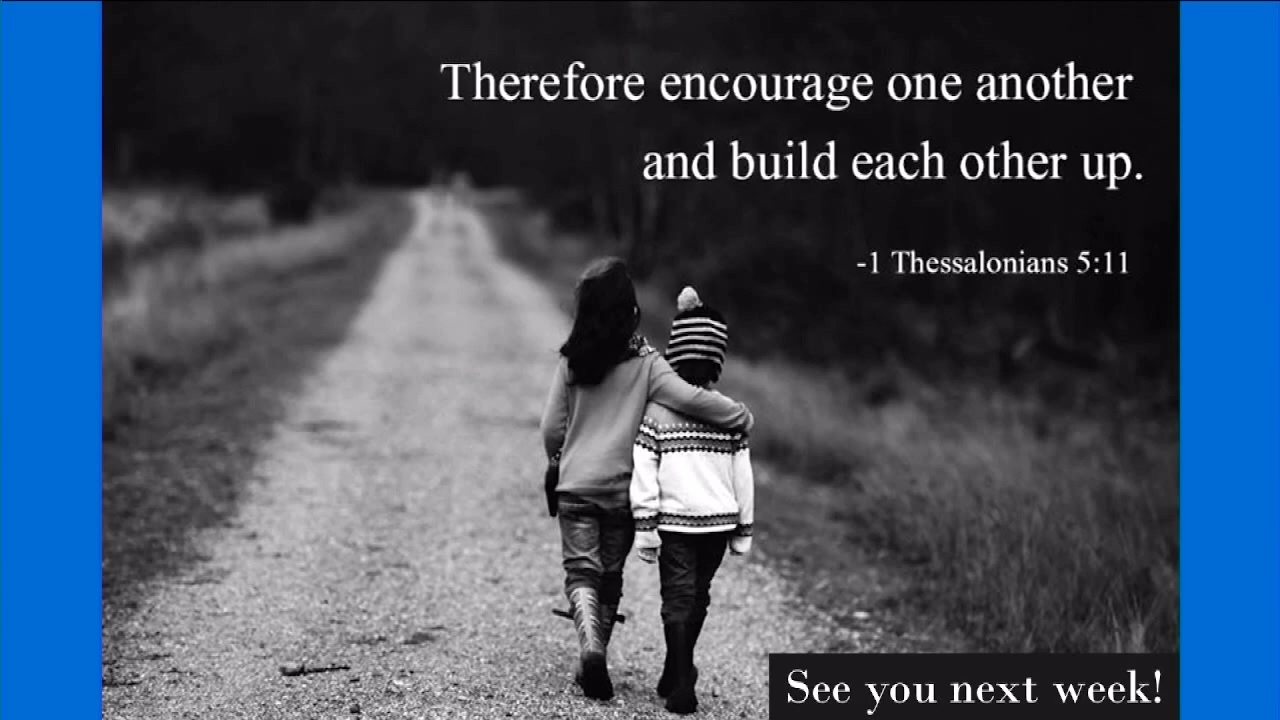 Therefore encourage one another
and build each other up.
-1 Thessalonians 5:11
See you next week!